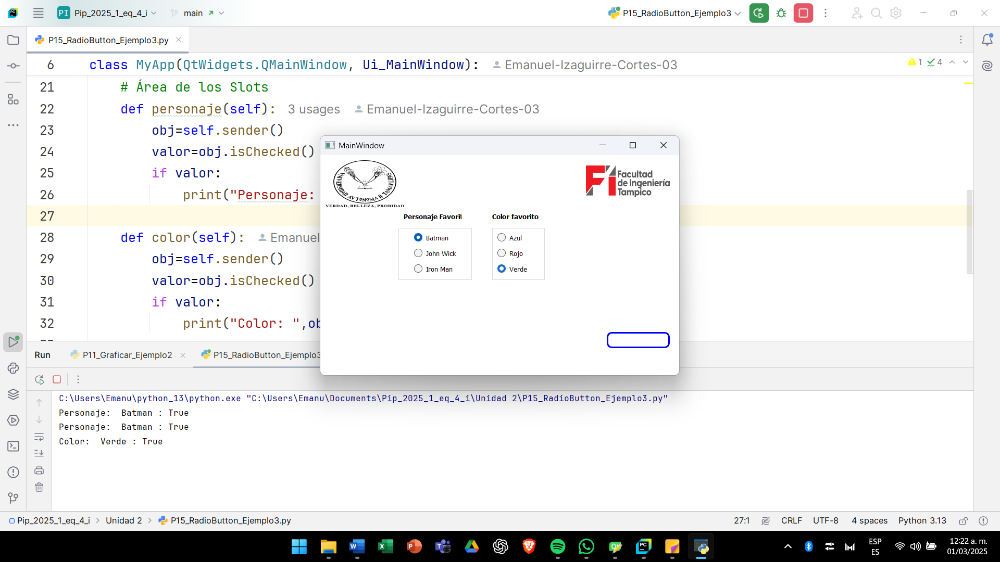 PI Pip_2025_1_eq_4_i main P15_RadioButton_Ejemplo3
P15_RadioButton_Ejemplo3.py
6 class MyApp(QtWidgets.QMainWindow, Ui_MainWindow): Emanuel-Izaguirre-Cortes-03 1 4
21 # Área de los Slots
22 def personaje(self): 3 usages Emanuel-Izaguirre-Cortes-03
23 obj=self.sender()
24 valor=obj.isChecked()
25 if valor:
26 print("Personaje:
27
28 def color(self): Emanuel
29 obj=self.sender()
30 valor=obj.isChecked()
31 if valor:
32 print("Color: ",ob
MainWindow
UNIVERSIDAD AVTONOMA D TAMAVLIPAS
VERDAD, BELLEZA, PROBIDAD
Fi Facultad
de Ingeniería
Tampico
Personaje Favorit Color favorito
Batman Azul
John Wick Rojo
Iron Man Verde
Run P11_Graficar_Ejemplo2 P15_RadioButton_Ejemplo3
C:\Users\Emanu\python_13\python.exe "C:\Users\Emanu\Documents\Pip_2025_1_eq_4_i\Unidad 2\P15_RadioButton_Ejemplo3.py"
Personaje:  Batman : True
Personaje:  Batman : True
Color:  Verde : True
Pip_2025_1_eq_4_i > Unidad 2 > P15_RadioButton_Ejemplo3.py 27:1 CRLF UTF-8 4 spaces Python 3.13
ESP
ES
12:22 a. m.
01/03/2025